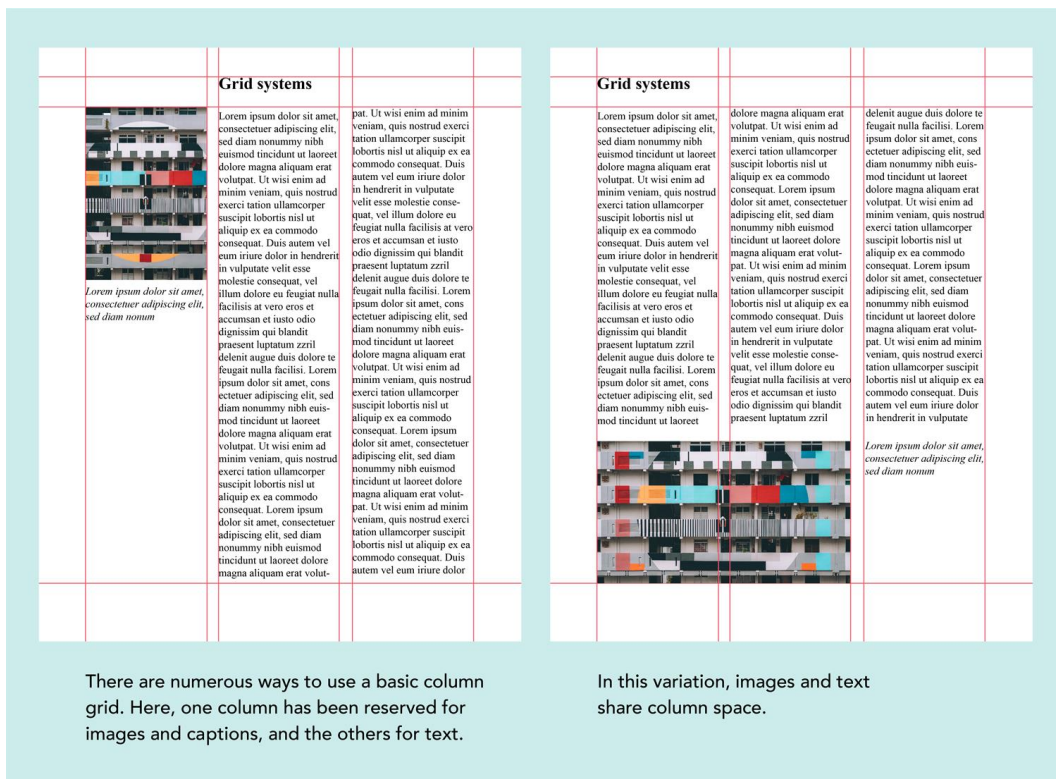 Grid systems
Lorem ipsum dolor sit amet,
consectetuer adipiscing elit,
sed diam nonum
Lorem ipsum dolor sit amet,
consectetuer adipiscing elit,
sed diam nonummy nibh
euismod tincidunt ut laoreet
dolore magna aliquam erat
volutpat. Ut wisi enim ad
minim veniam, quis nostrud
exerci tation ullamcorper
suscipit lobortis nisl ut
aliquip ex ea commodo
consequat. Duis autem vel
eum iriure dolor in hendrerit
in vulputate velit esse
molestie consequat, vel
illum dolore eu feugiat nulla
facilisis at vero eros et
accumsan et iusto odio
dignissim qui blandit
praesent luptatum zzril
delenit augue duis dolore te
feugait nulla facilisi. Lorem
ipsum dolor sit amet, cons
ectetuer adipiscing elit, sed
diam nonummy nibh euis-
mod tincidunt ut laoreet
dolore magna aliquam erat
volutpat. Ut wisi enim ad
minim veniam, quis nostrud
exerci tation ullamcorper
suscipit lobortis nisl ut
aliquip ex ea commodo
consequat. Lorem ipsum
dolor sit amet, consectetuer
adipiscing elit, sed diam
nonummy nibh euismod
tincidunt ut laoreet dolore
magna aliquam erat volut-
pat. Ut wisi enim ad minim
veniam, quis nostrud exerci
tation ullamcorper suscipit
lobortis nisl ut aliquip ex ea
commodo consequat. Duis
autem vel eum iriure dolor
in hendrerit in vulputate
velit esse molestie conse-
quat, vel illum dolore eu
feugiat nulla facilisis at vero
eros et accumsan et iusto
odio dignissim qui blandit
praesent luptatum zzril
delenit augue duis dolore te
feugait nulla facilisi. Lorem
ipsum dolor sit amet, cons
ectetuer adipiscing elit, sed
diam nonummy nibh euis-
mod tincidunt ut laoreet
dolore magna aliquam erat
volutpat. Ut wisi enim ad
minim veniam, quis nostrud
exerci tation ullamcorper
suscipit lobortis nisl ut
aliquip ex ea commodo
consequat. Lorem ipsum
dolor sit amet, consectetuer
adipiscing elit, sed diam
nonummy nibh euismod
tincidunt ut laoreet dolore
magna aliquam erat volut-
pat. Ut wisi enim ad minim
veniam, quis nostrud exerci
tation ullamcorper suscipit
lobortis nisl ut aliquip ex ea
commodo consequat. Duis
autem vel eum iriure dolor
There are numerous ways to use a basic column
grid. Here, one column has been reserved for
images and captions, and the others for text.
Grid systems
Lorem ipsum dolor sit amet,
consectetuer adipiscing elit,
sed diam nonummy nibh
euismod tincidunt ut laoreet
dolore magna aliquam erat
volutpat. Ut wisi enim ad
minim veniam, quis nostrud
exerci tation ullamcorper
suscipit lobortis nisl ut
aliquip ex ea commodo
consequat. Duis autem vel
eum iriure dolor in hendrerit
in vulputate velit esse
molestie consequat, vel
illum dolore eu feugiat nulla
facilisis at vero eros et
accumsan et iusto odio
dignissim qui blandit
praesent luptatum zzril
delenit augue duis dolore te
feugait nulla facilisi. Lorem
ipsum dolor sit amet, cons
ectetuer adipiscing elit, sed
diam nonummy nibh euis-
mod tincidunt ut laoreet
dolore magna aliquam erat
volutpat. Ut wisi enim ad
minim veniam, quis nostrud
exerci tation ullamcorper
suscipit lobortis nisl ut
aliquip ex ea commodo
consequat. Lorem ipsum
dolor sit amet, consectetuer
adipiscing elit, sed diam
nonummy nibh euismod
tincidunt ut laoreet dolore
magna aliquam erat volut-
pat. Ut wisi enim ad minim
veniam, quis nostrud exerci
tation ullamcorper suscipit
lobortis nisl ut aliquip ex ea
commodo consequat. Duis
autem vel eum iriure dolor
in hendrerit in vulputate
velit esse molestie conse-
quat, vel illum dolore eu
feugiat nulla facilisis at vero
eros et accumsan et iusto
odio dignissim qui blandit
praesent luptatum zzril
delenit augue duis dolore te
feugait nulla facilisi. Lorem
ipsum dolor sit amet, cons
ectetuer adipiscing elit, sed
diam nonummy nibh euis-
mod tincidunt ut laoreet
dolore magna aliquam erat
volutpat. Ut wisi enim ad
minim veniam, quis nostrud
exerci tation ullamcorper
suscipit lobortis nisl ut
aliquip ex ea commodo
consequat. Lorem ipsum
dolor sit amet, consectetuer
adipiscing elit, sed diam
nonummy nibh euismod
tincidunt ut laoreet dolore
magna aliquam erat volut-
pat. Ut wisi enim ad minim
veniam, quis nostrud exerci
tation ullamcorper suscipit
lobortis nisl ut aliquip ex ea
commodo consequat. Duis
autem vel eum iriure dolor
in hendrerit in vulputate
Lorem ipsum dolor sit amet,
consectetuer adipiscing elit,
sed diam nonum
In this variation, images and text
share column space.